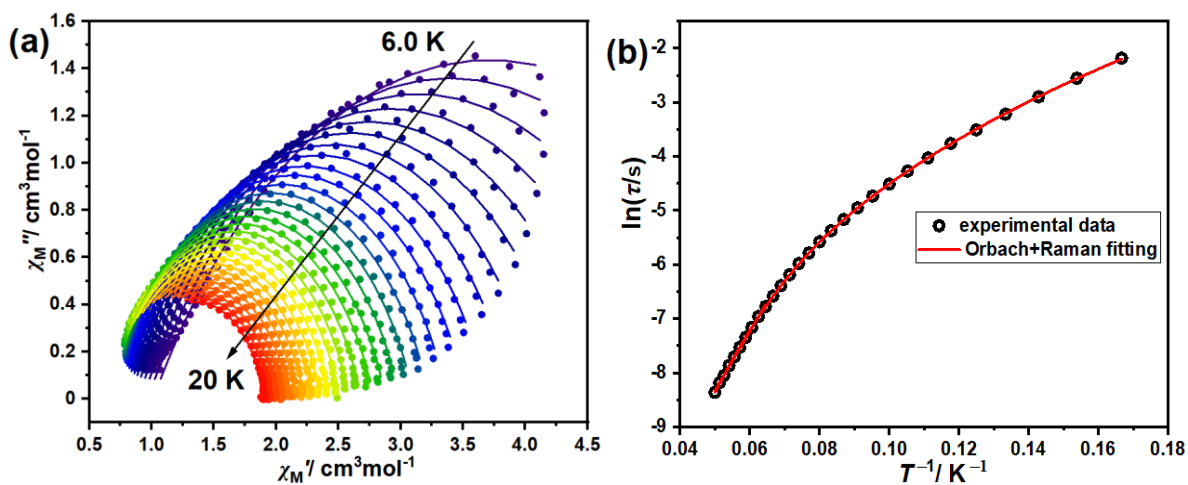 (a)
6.0 K
20 K
χM″/ cm³mol⁻¹
1.6
1.4
1.2
1.0
0.8
0.6
0.4
0.2
0
0.5 1.0 1.5 2.0 2.5 3.0 3.5 4.0 4.5
χM′/ cm³mol⁻¹
(b)
ln(τ/s)
-2
-3
-4
-5
-6
-7
-8
-9
experimental data
Orbach+Raman fitting
0.04 0.06 0.08 0.10 0.12 0.14 0.16 0.18
T⁻¹/ K⁻¹